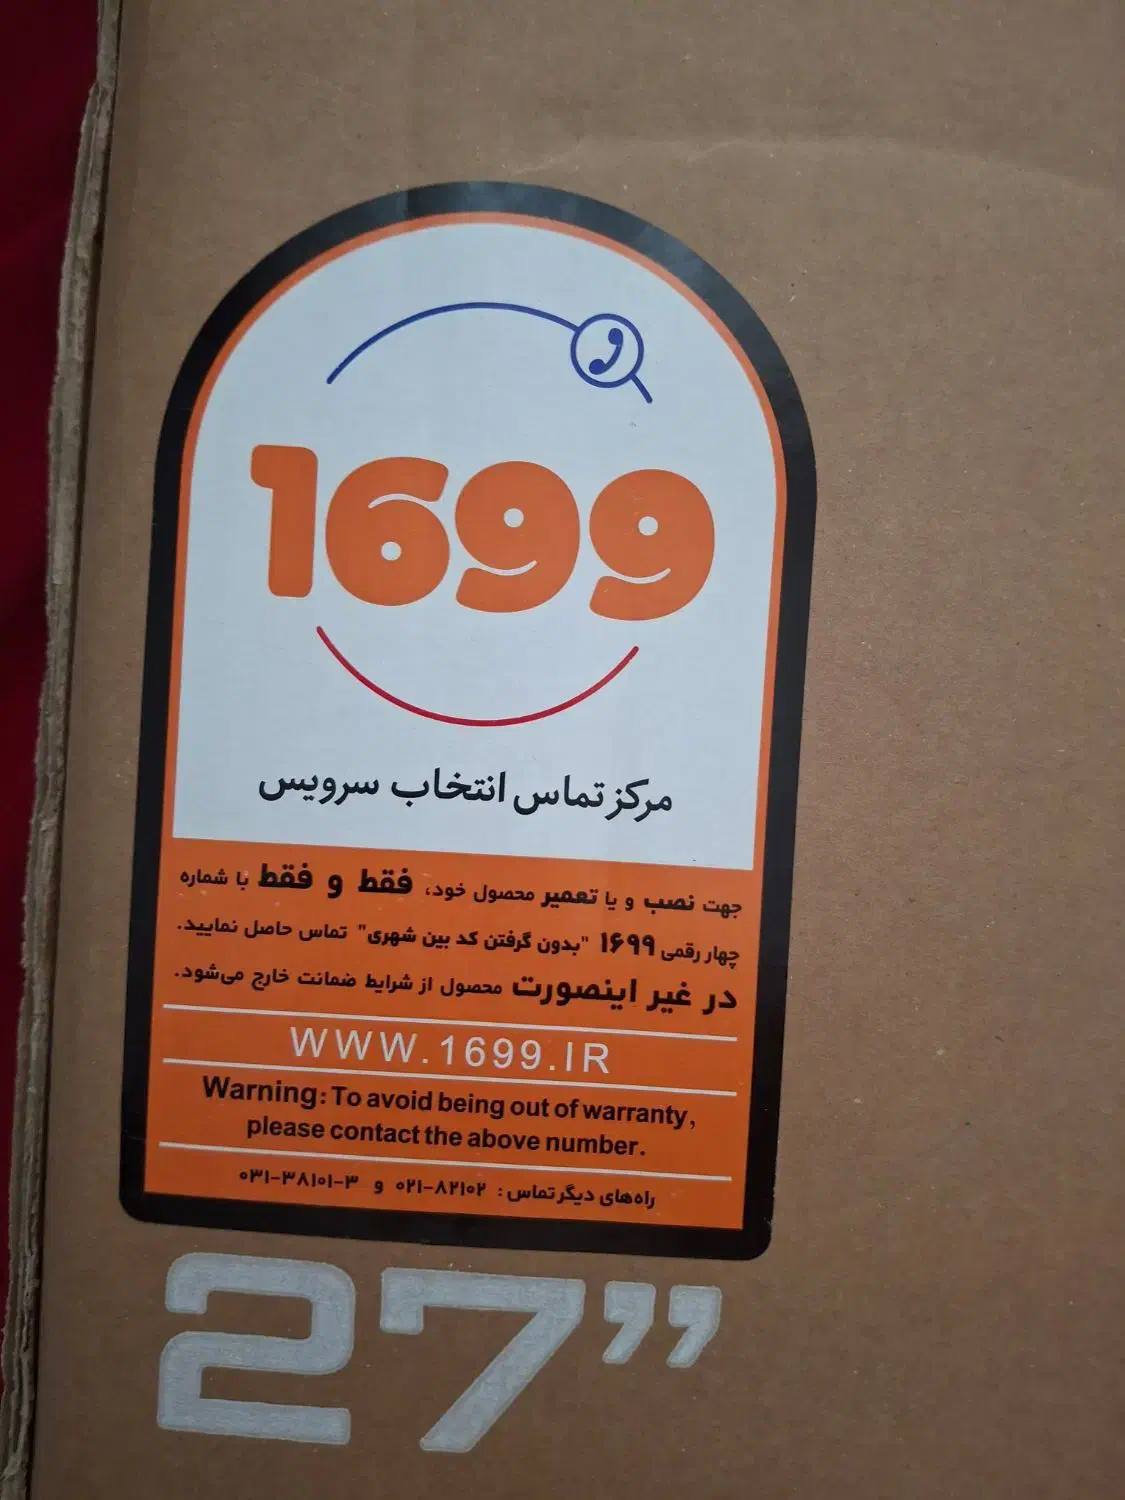 1699
مرکز تماس انتخاب سرویس
جهت نصب و یا تعمیر محصول خود، فقط و فقط با شماره
چهار رقمی ۱۶۹۹ "بدون گرفتن کد بین شهری" تماس حاصل نمایید.
در غیر اینصورت محصول از شرایط ضمانت خارج می‌شود.
WWW.1699.IR
Warning: To avoid being out of warranty,
please contact the above number.
راه‌های دیگر تماس : ۰۲۱-۸۲۱۰۲ و ۰۳۱-۳۸۱۰۱-۳
27”